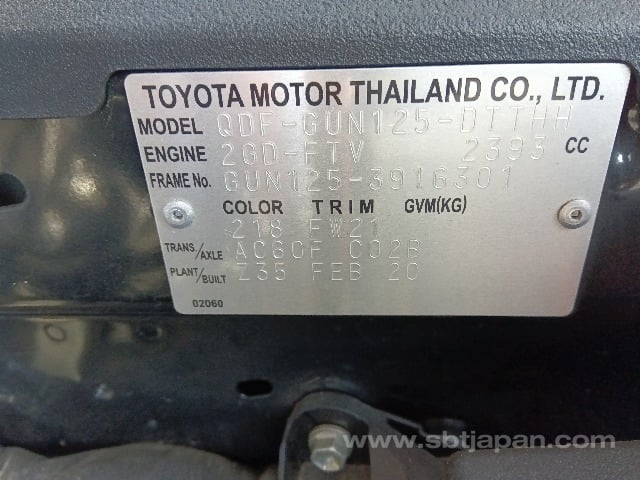 TOYOTA MOTOR THAILAND CO., LTD.
MODEL QDF-GUN125-DTTHH
ENGINE 2GD-FTV 2393 CC
FRAME No. GUN125-3916301
COLOR TRIM GVM(KG)
218 FW21
TRANS/AXLE AC60F C02B
PLANT/BUILT Z35 FEB 20
02060
www.sbtjapan.com